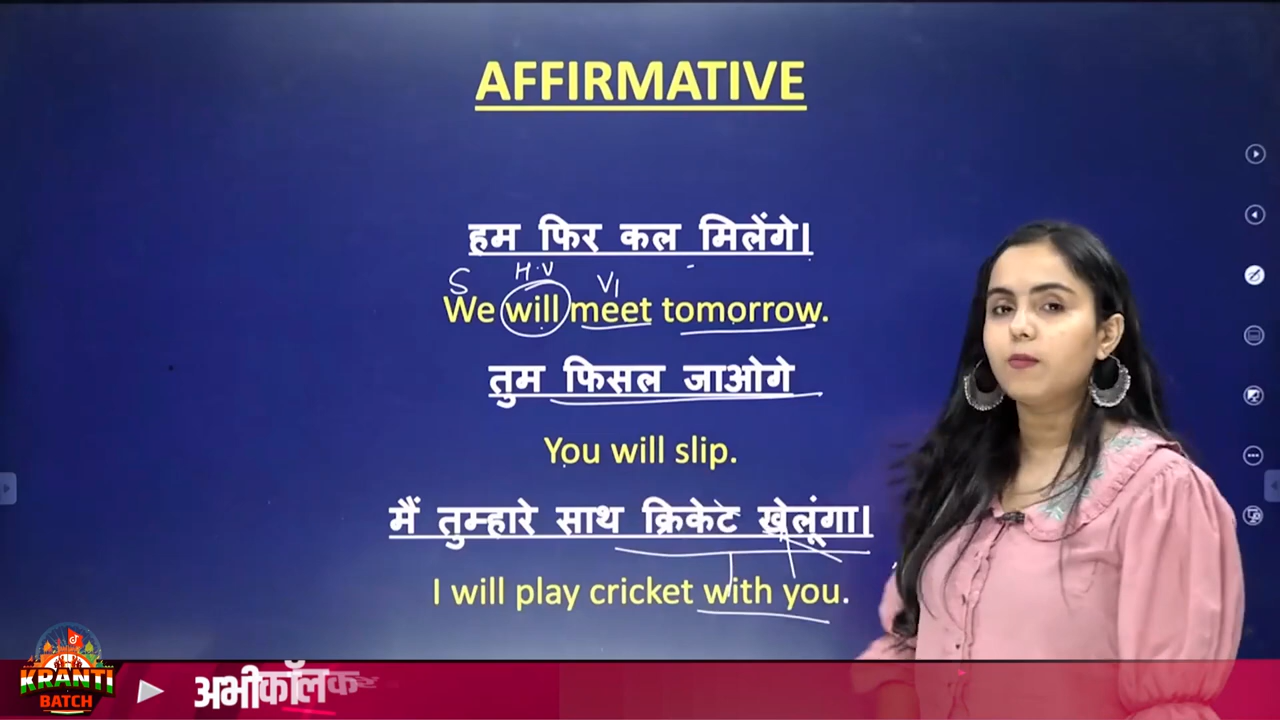 AFFIRMATIVE
हम फिर कल मिलेंगे।
S H.V V1
We will meet tomorrow.
तुम फिसल जाओगे
You will slip.
मैं तुम्हारे साथ क्रिकेट खेलूंगा।
I will play cricket with you.
KRANTI
BATCH
अभी कॉल क